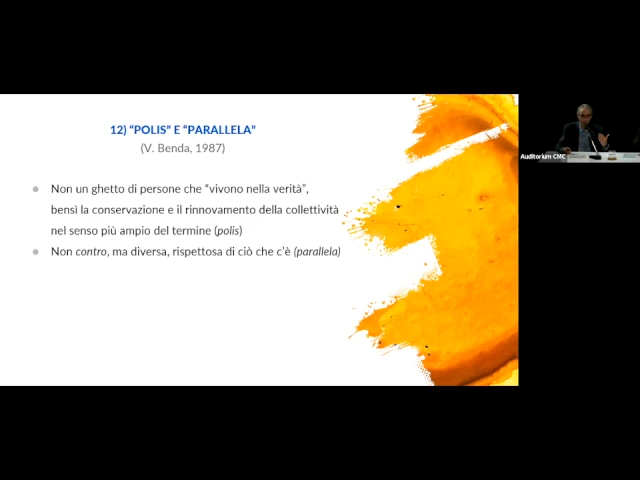 12) “POLIS” E “PARALLELA”
(V. Benda, 1987)
Non un ghetto di persone che “vivono nella verità”,
bensì la conservazione e il rinnovamento della collettività
nel senso più ampio del termine (polis)
Non contro, ma diversa, rispettosa di ciò che c’è (parallela)
Auditorium CMC